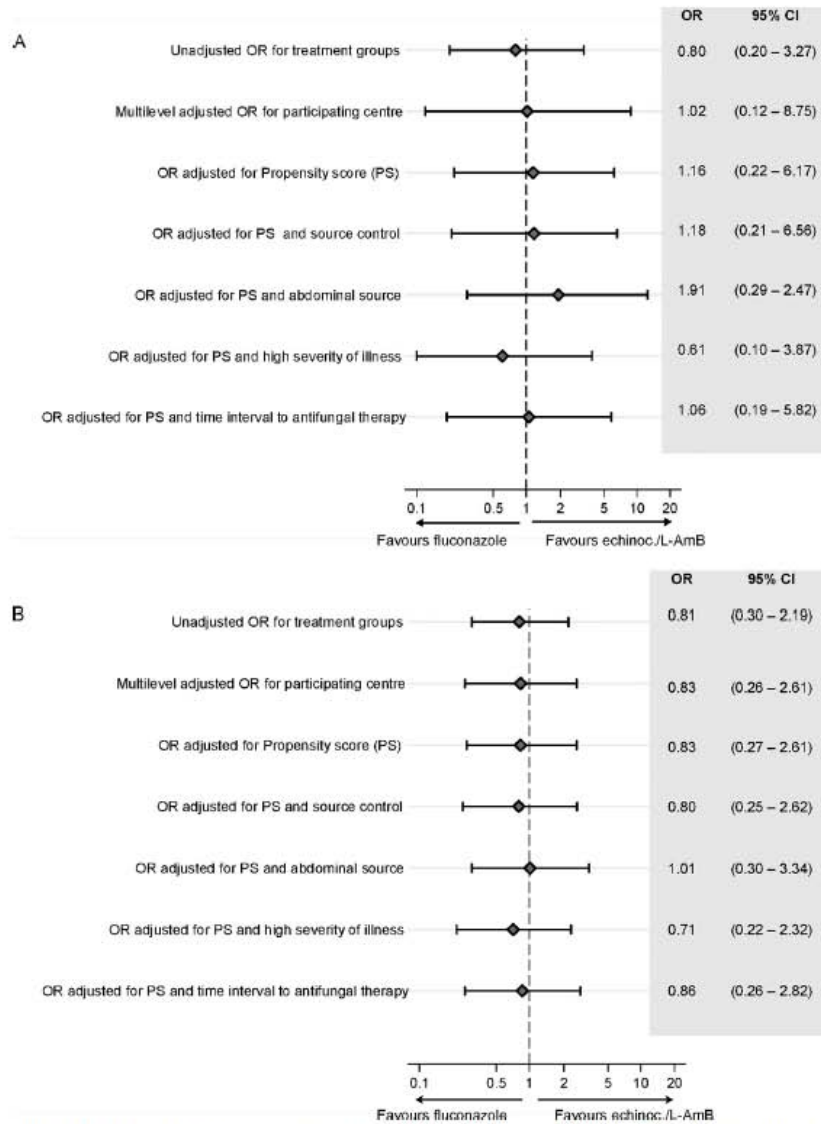 OR 95% CI
A
Unadjusted OR for treatment groups 0.80 (0.20 – 3.27)
Multilevel adjusted OR for participating centre 1.02 (0.12 – 8.75)
OR adjusted for Propensity score (PS) 1.16 (0.22 – 6.17)
OR adjusted for PS and source control 1.18 (0.21 – 6.56)
OR adjusted for PS and abdominal source 1.91 (0.29 – 2.47)
OR adjusted for PS and high severity of illness 0.61 (0.10 – 3.87)
OR adjusted for PS and time interval to antifungal therapy 1.06 (0.19 – 5.82)
0.1 0.5 1 2 5 10 20
Favours fluconazole Favours echinoc./L-AmB
OR 95% CI
B
Unadjusted OR for treatment groups 0.81 (0.30 – 2.19)
Multilevel adjusted OR for participating centre 0.83 (0.26 – 2.61)
OR adjusted for Propensity score (PS) 0.83 (0.27 – 2.61)
OR adjusted for PS and source control 0.80 (0.25 – 2.62)
OR adjusted for PS and abdominal source 1.01 (0.30 – 3.34)
OR adjusted for PS and high severity of illness 0.71 (0.22 – 2.32)
OR adjusted for PS and time interval to antifungal therapy 0.86 (0.26 – 2.82)
0.1 0.5 1 2 5 10 20
Favours fluconazole Favours echinoc./L-AmB